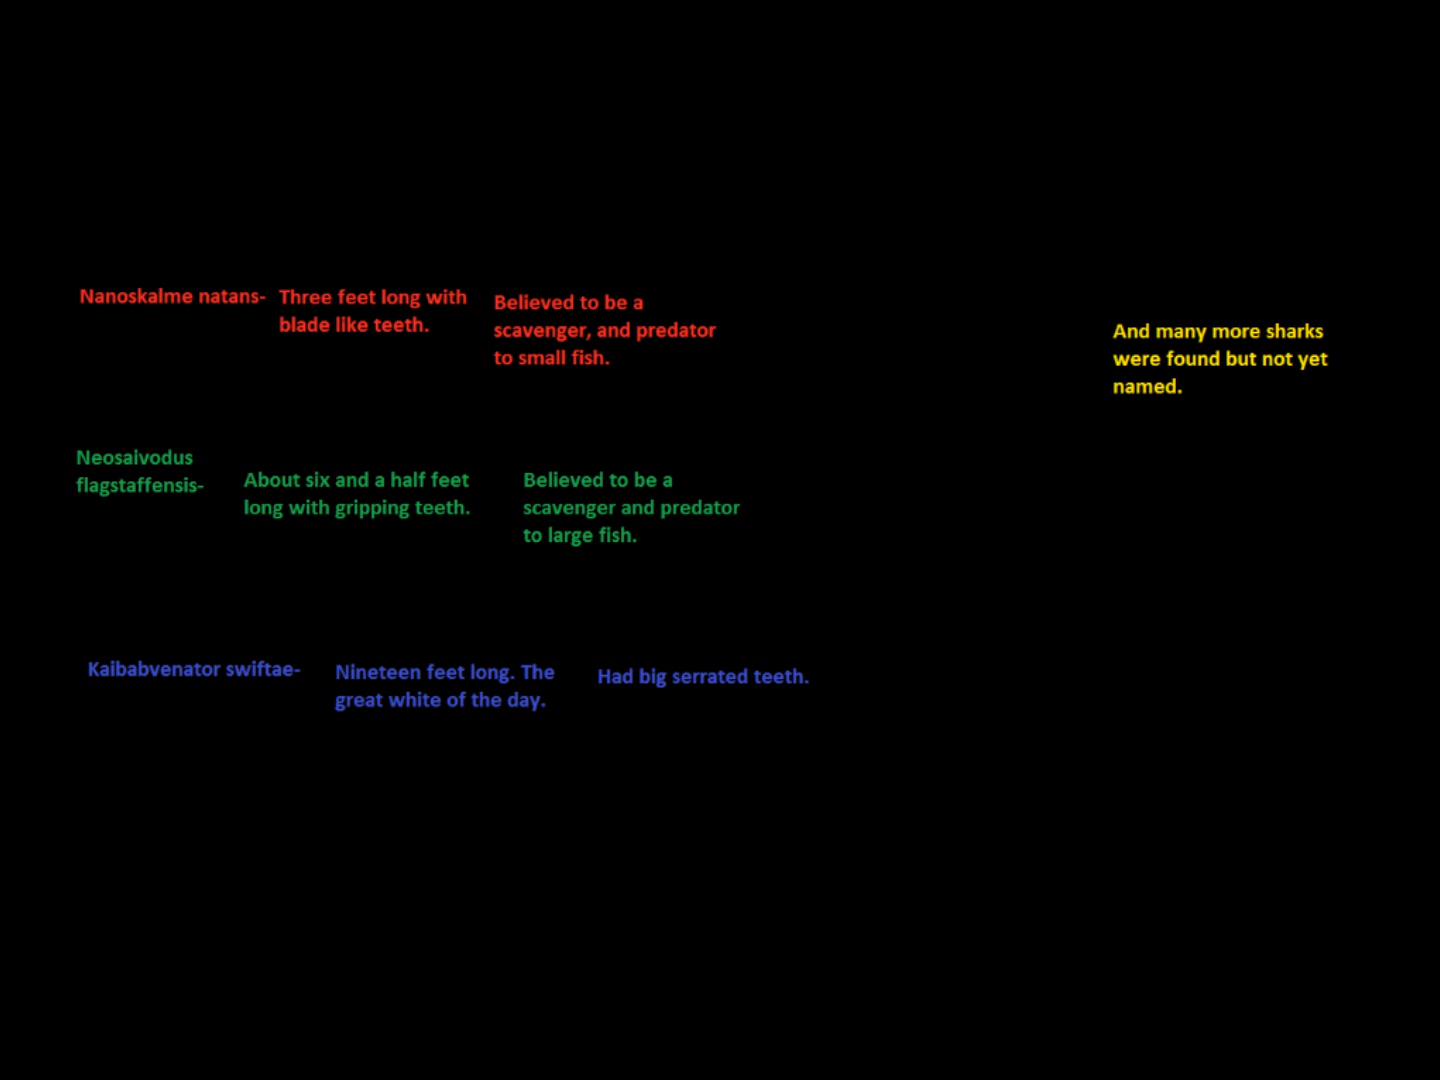 Nanoskalme natans-
Three feet long with
blade like teeth.
Believed to be a
scavenger, and predator
to small fish.
And many more sharks
were found but not yet
named.
Neosaivodus
flagstaffensis-
About six and a half feet
long with gripping teeth.
Believed to be a
scavenger and predator
to large fish.
Kaibabvenator swiftae-
Nineteen feet long. The
great white of the day.
Had big serrated teeth.